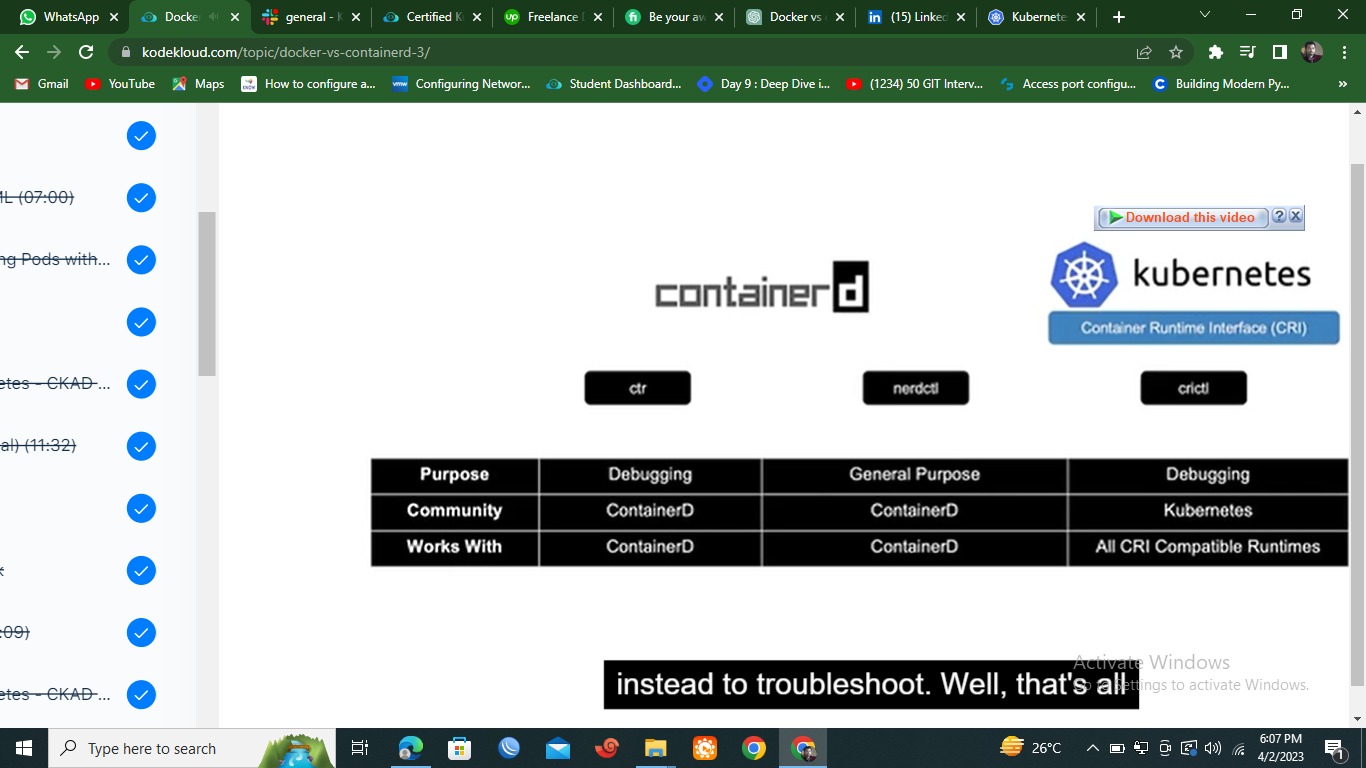 WhatsApp
Docke
general - K
Certified K
Freelance
Be your aw
Docker vs
(15) Linked
Kubernete
kodekloud.com/topic/docker-vs-containerd-3/
Gmail
YouTube
Maps
How to configure a...
Configuring Networ...
Student Dashboard...
Day 9 : Deep Dive i...
(1234) 50 GIT Interv...
Access port configu...
Building Modern Py...
»
ML (07:00)
ng Pods with...
etes - CKAD ...
al) (11:32)
:09)
etes - CKAD ...
Download this video
containerd
kubernetes
Container Runtime Interface (CRI)
ctr nerdctl crictl
Purpose Debugging General Purpose Debugging
Community ContainerD ContainerD Kubernetes
Works With ContainerD ContainerD All CRI Compatible Runtimes
instead to troubleshoot. Well, that's all
Activate Windows
Go to Settings to activate Windows.
Type here to search
26°C
6:07 PM
4/2/2023
1